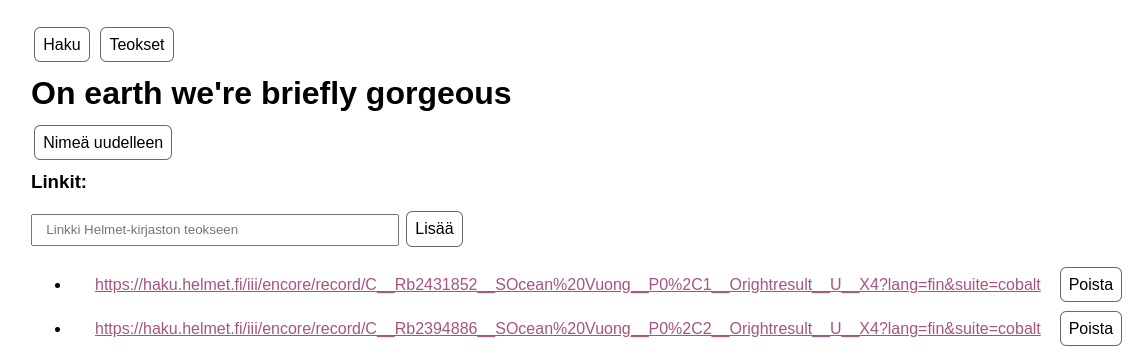 Haku Teokset
On earth we're briefly gorgeous
Nimeä uudelleen
Linkit:
Linkki Helmet-kirjaston teokseen Lisää
https://haku.helmet.fi/iii/encore/record/C__Rb2431852__SOcean%20Vuong__P0%2C1__Orightresult__U__X4?lang=fin&suite=cobalt Poista
https://haku.helmet.fi/iii/encore/record/C__Rb2394886__SOcean%20Vuong__P0%2C2__Orightresult__U__X4?lang=fin&suite=cobalt Poista